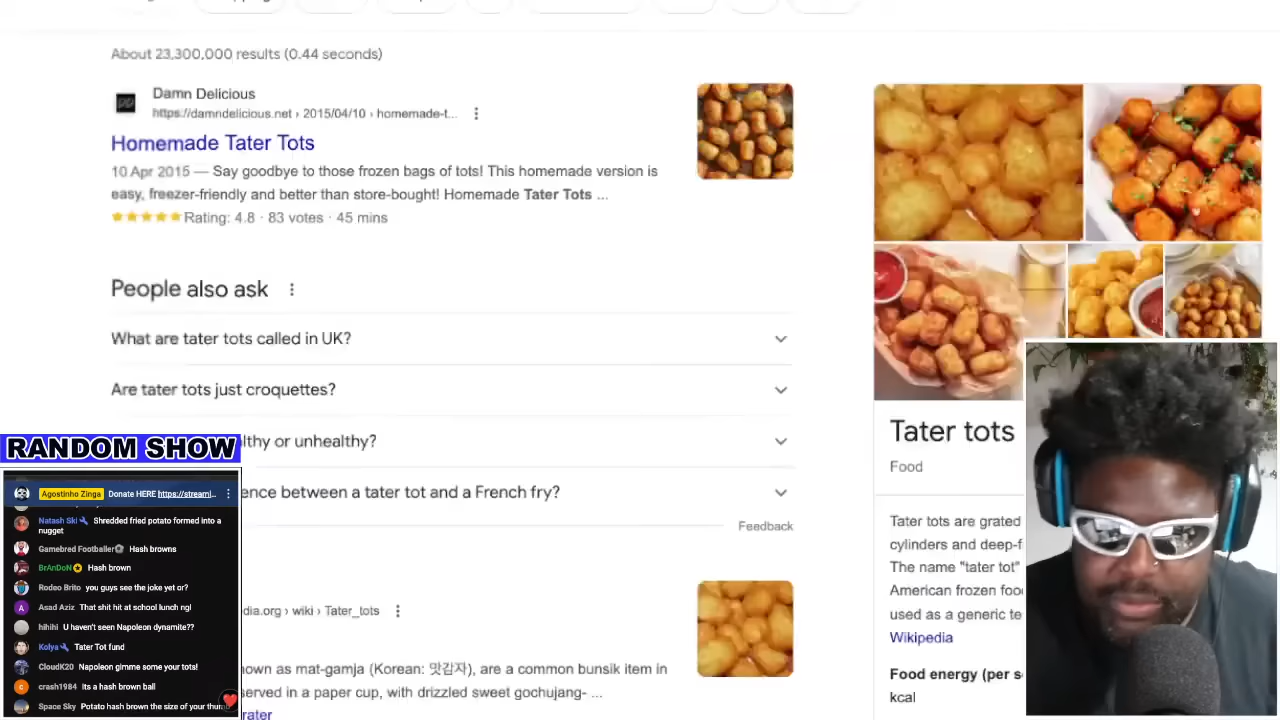 About 23,300,000 results (0.44 seconds)
Damn Delicious
https://damndelicious.net › 2015/04/10 › homemade-t...
Homemade Tater Tots
10 Apr 2015 — Say goodbye to those frozen bags of tots! This homemade version is
easy, freezer-friendly and better than store-bought! Homemade Tater Tots ...
Rating: 4.8 · 83 votes · 45 mins
People also ask
What are tater tots called in UK?
Are tater tots just croquettes?
lthy or unhealthy?
ence between a tater tot and a French fry?
Feedback
dia.org › wiki › Tater_tots
nown as mat-gamja (Korean: 맛감자), are a common bunsik item in
served in a paper cup, with drizzled sweet gochujang- ...
rater
Tater tots
Food
Tater tots are grated
cylinders and deep-f
The name "tater tot"
American frozen foo
used as a generic te
Wikipedia
Food energy (per s
kcal
RANDOM SHOW
Agostinho Zinga Donate HERE https://streaml...
Natash Ski Shredded fried potato formed into a
nugget
Gamebred Footballer Hash browns
BrAnDoN Hash brown
Rodeo Brito you guys see the joke yet or?
Asad Aziz That shit hit at school lunch ngl
hihihi U haven't seen Napoleon dynamite??
Kolya Tater Tot fund
CloudK20 Napoleon gimme some your tots!
crash1984 Its a hash brown ball
Space Sky Potato hash brown the size of your thum